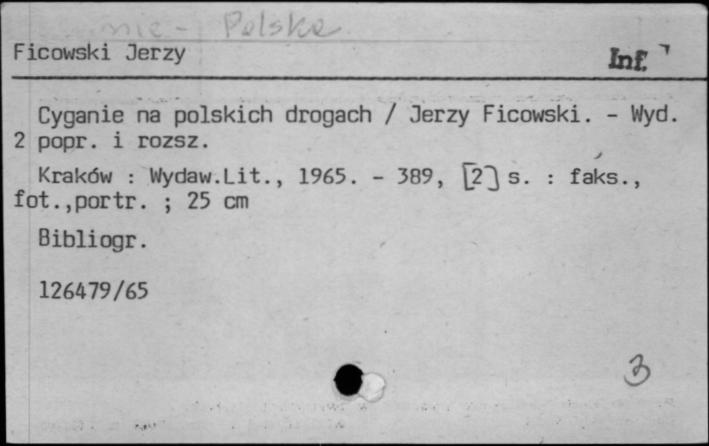 - Polska
Ficowski Jerzy
Inf.
Cyganie na polskich drogach / Jerzy Ficowski. - Wyd.
2 popr. i rozsz.
Kraków : Wydaw.Lit., 1965. - 389, [2] s. : faks.,
fot.,portr. ; 25 cm
Bibliogr.
126479/65
3